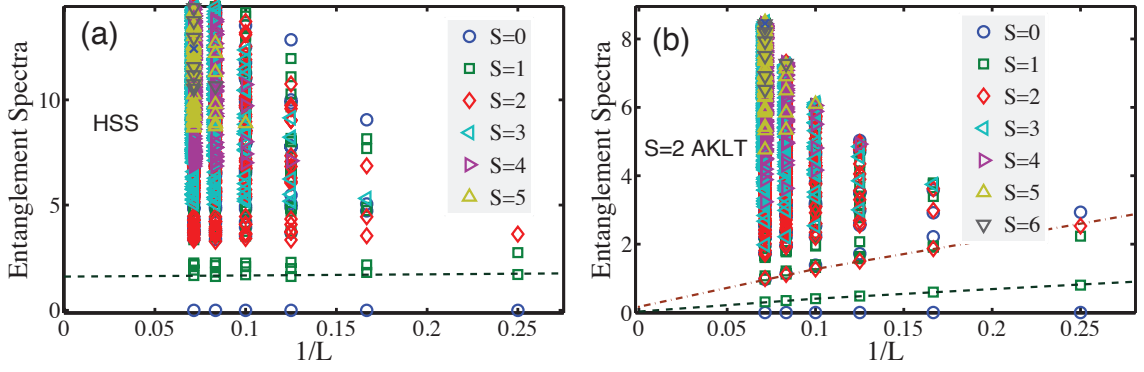 (a)
HSS
Entanglement Spectra
10
5
0
0
0.05
0.1
0.15
0.2
0.25
1/L
S=0
S=1
S=2
S=3
S=4
S=5
(b)
S=2 AKLT
Entanglement Spectra
8
6
4
2
0
0
0.05
0.1
0.15
0.2
0.25
1/L
S=0
S=1
S=2
S=3
S=4
S=5
S=6